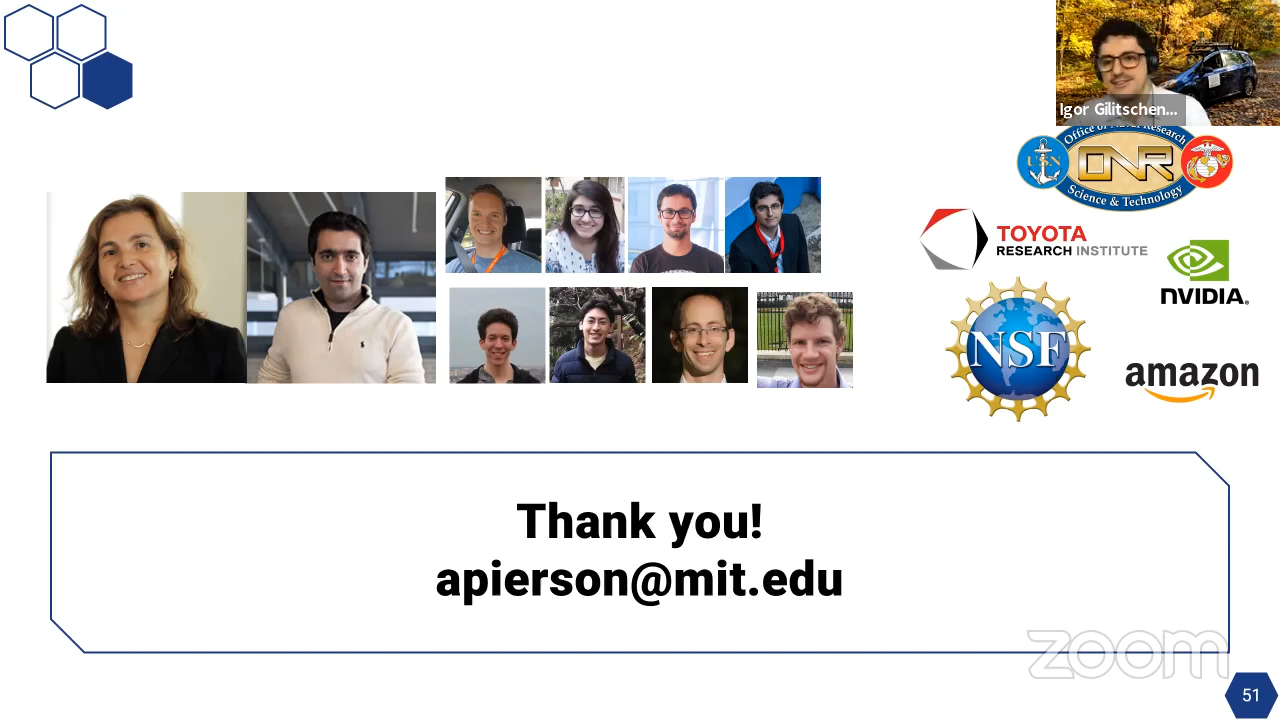 Igor Gilitschen...
Office of Naval Research
USN
ONR
Science & Technology
TOYOTA
RESEARCH INSTITUTE
NVIDIA.
NSF
amazon
Thank you!
apierson@mit.edu
zoom
51